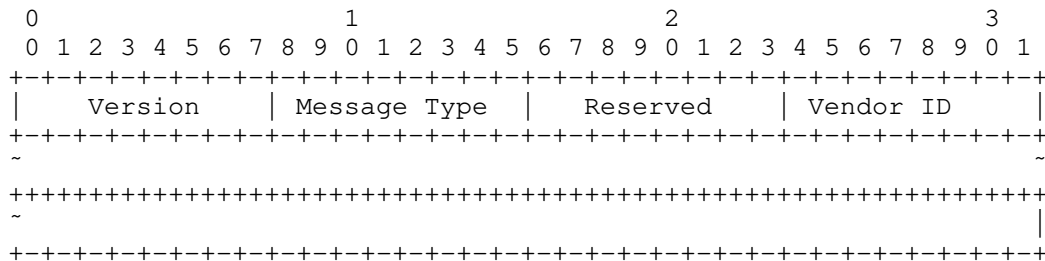 0                   1                   2                   3
 0 1 2 3 4 5 6 7 8 9 0 1 2 3 4 5 6 7 8 9 0 1 2 3 4 5 6 7 8 9 0 1
+-+-+-+-+-+-+-+-+-+-+-+-+-+-+-+-+-+-+-+-+-+-+-+-+-+-+-+-+-+-+-+-+
|    Version    | Message Type  |   Reserved    | Vendor ID     |
+-+-+-+-+-+-+-+-+-+-+-+-+-+-+-+-+-+-+-+-+-+-+-+-+-+-+-+-+-+-+-+-+
~                                                               ~
+++++++++++++++++++++++++++++++++++++++++++++++++++++++++++++++++
~                                                               |
+-+-+-+-+-+-+-+-+-+-+-+-+-+-+-+-+-+-+-+-+-+-+-+-+-+-+-+-+-+-+-+-+